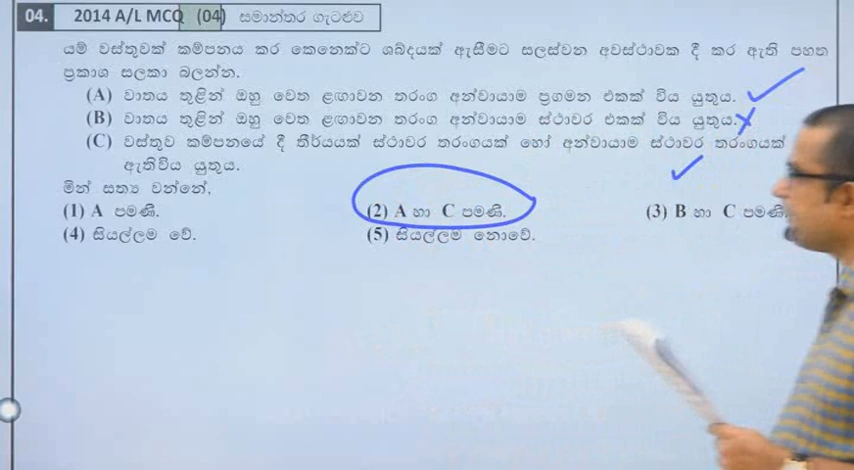 04. 2014 A/L MCQ (04) සමාන්තර ගැටළුව
යම් වස්තුවක් කම්පනය කර කෙනෙක්ට ශබ්දයක් ඇසීමට සලස්වන අවස්ථාවක දී කර ඇති පහත
ප්‍රකාශ සලකා බලන්න.
(A) වාතය තුළින් ඔහු වෙත ළඟාවන තරංග අන්වායාම ප්‍රගමන එකක් විය යුතුය.
(B) වාතය තුළින් ඔහු වෙත ළඟාවන තරංග අන්වායාම ස්ථාවර එකක් විය යුතුය.
(C) වස්තුව කම්පනයේ දී තීර්යයක් ස්ථාවර තරංගයක් හෝ අන්වායාම ස්ථාවර තරංගයක්
ඇතිවිය යුතුය.
මින් සත්‍ය වන්නේ,
(1) A පමණි. (2) A හා C පමණි. (3) B හා C පමණි.
(4) සියල්ලම වේ. (5) සියල්ලම නොවේ.